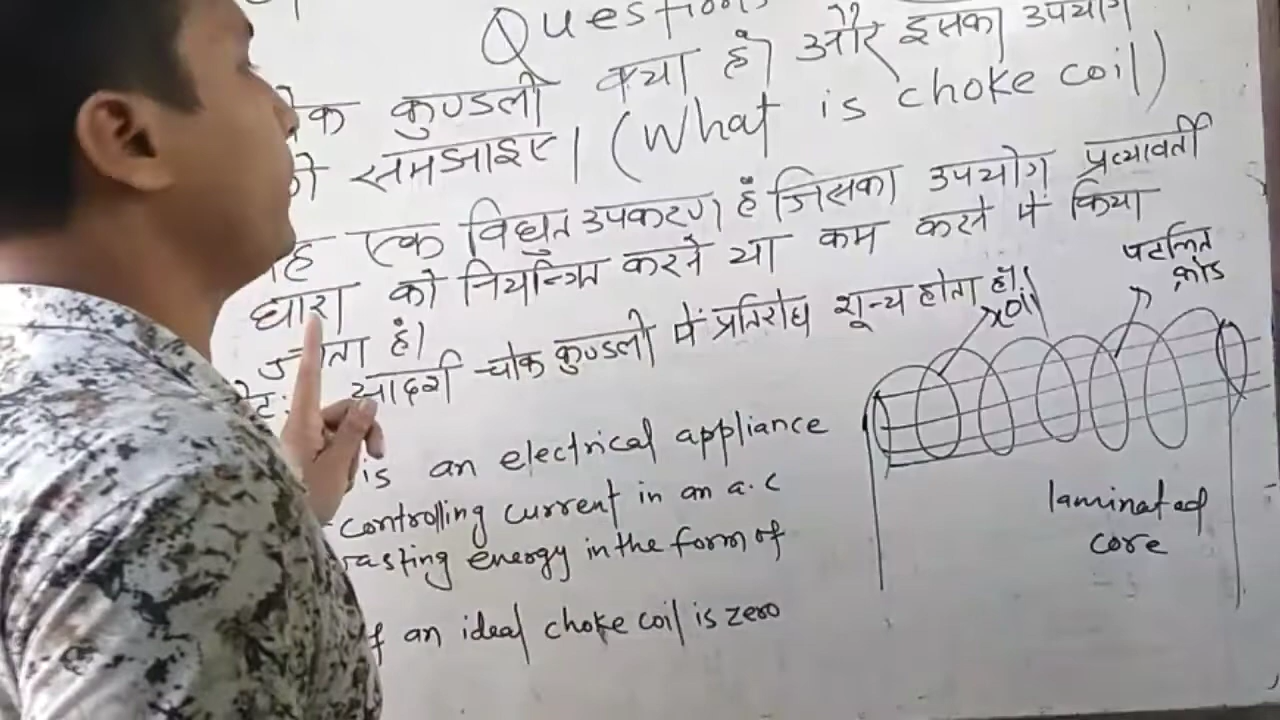 Question
कुण्डली क्या है और इसका उपयोग
समझाइए। (What is choke coil)
एक विद्युत उपकरण है जिसका उपयोग प्रत्यावर्ती
धारा को नियन्त्रित करने या कम करने में किया
जाता है।
आदर्श चोक कुण्डली में प्रतिरोध शून्य होता है।
coil
पटलित
क्रोड
is an electrical appliance
controlling current in an a.c
energy in the form of
an ideal choke coil is zero
laminated
core